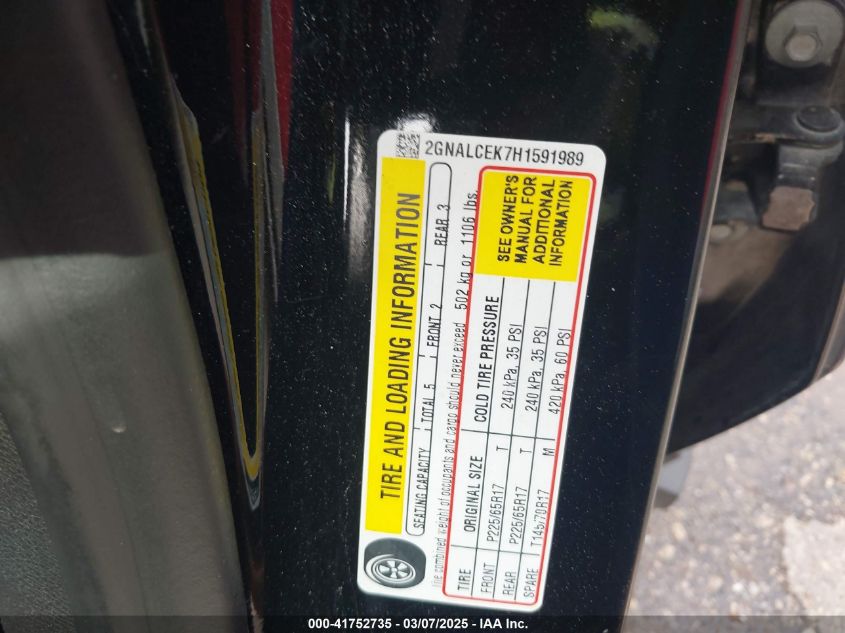 2GNALCEK7H1591989
TIRE AND LOADING INFORMATION
SEATING CAPACITY TOTAL 5 FRONT 2 REAR 3
The combined weight of occupants and cargo should never exceed 502 kg or 1106 lbs.
TIRE ORIGINAL SIZE COLD TIRE PRESSURE
FRONT P225/65R17 T 240 kPa, 35 PSI
REAR P225/65R17 T 240 kPa, 35 PSI
SPARE T145/70R17 M 420 kPa, 60 PSI
SEE OWNER'S
MANUAL FOR
ADDITIONAL
INFORMATION
000-41752735 - 03/07/2025 - IAA Inc.